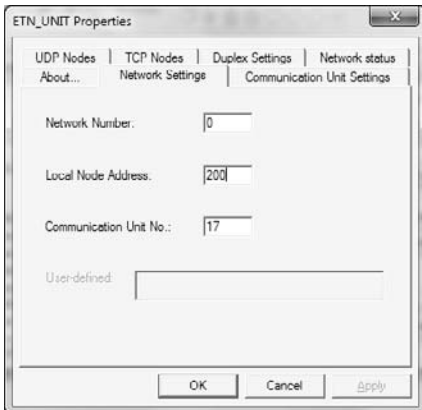 ETN_UNIT Properties
UDP Nodes TCP Nodes Duplex Settings Network status
About... Network Settings Communication Unit Settings
Network Number: 0
Local Node Address: 200
Communication Unit No.: 17
User-defined:
OK Cancel Apply